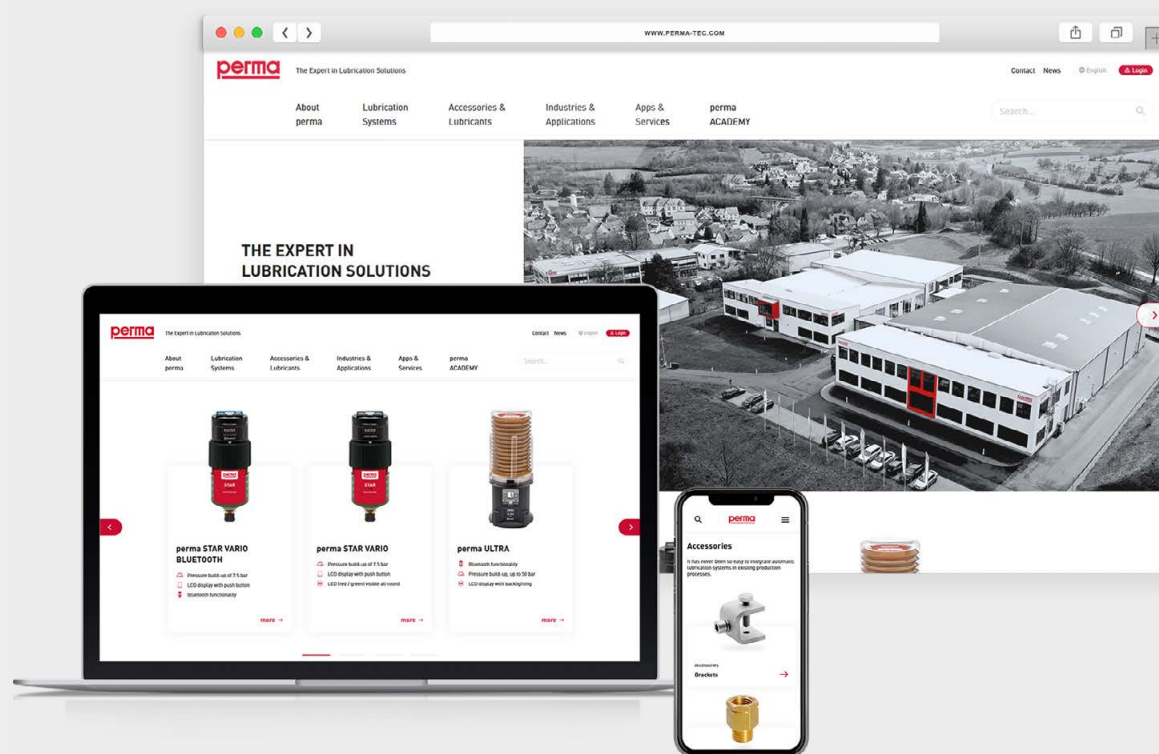 WWW.PERMA-TEC.COM
perma
The Expert in Lubrication Solutions
Contact News English Login
About perma
Lubrication Systems
Accessories & Lubricants
Industries & Applications
Apps & Services
perma ACADEMY
Search...
THE EXPERT IN
LUBRICATION SOLUTIONS
perma
perma
The Expert in Lubrication Solutions
Contact News English Login
About perma
Lubrication Systems
Accessories & Lubricants
Industries & Applications
Apps & Services
perma ACADEMY
Search...
perma
STAR
perma
STAR
perma STAR VARIO
BLUETOOTH
Pressure build-up of 7.5 bar
LCD display with push button
Bluetooth functionality
more →
perma STAR VARIO
Pressure build-up of 7.5 bar
LCD display with push button
LED (red / green) visible all round
more →
perma ULTRA
Bluetooth functionality
Pressure build-up, up to 50 bar
LCD display with backlighting
more →
perma
Accessories
It has never been so easy to integrate automatic
lubrication systems in existing production
processes.
Accessories
Brackets